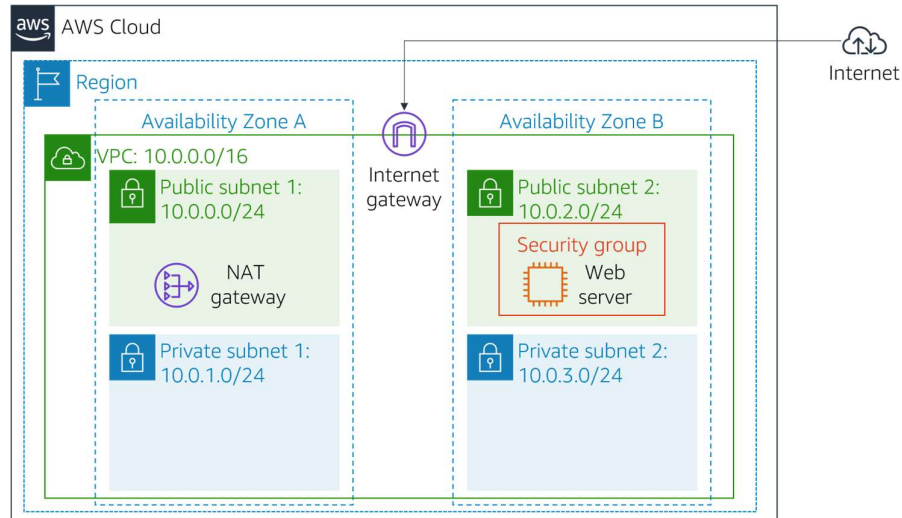 aws AWS Cloud
Internet
Region
Availability Zone A
Availability Zone B
VPC: 10.0.0.0/16
Internet
gateway
Public subnet 1:
10.0.0.0/24
NAT
gateway
Public subnet 2:
10.0.2.0/24
Security group
Web
server
Private subnet 1:
10.0.1.0/24
Private subnet 2:
10.0.3.0/24